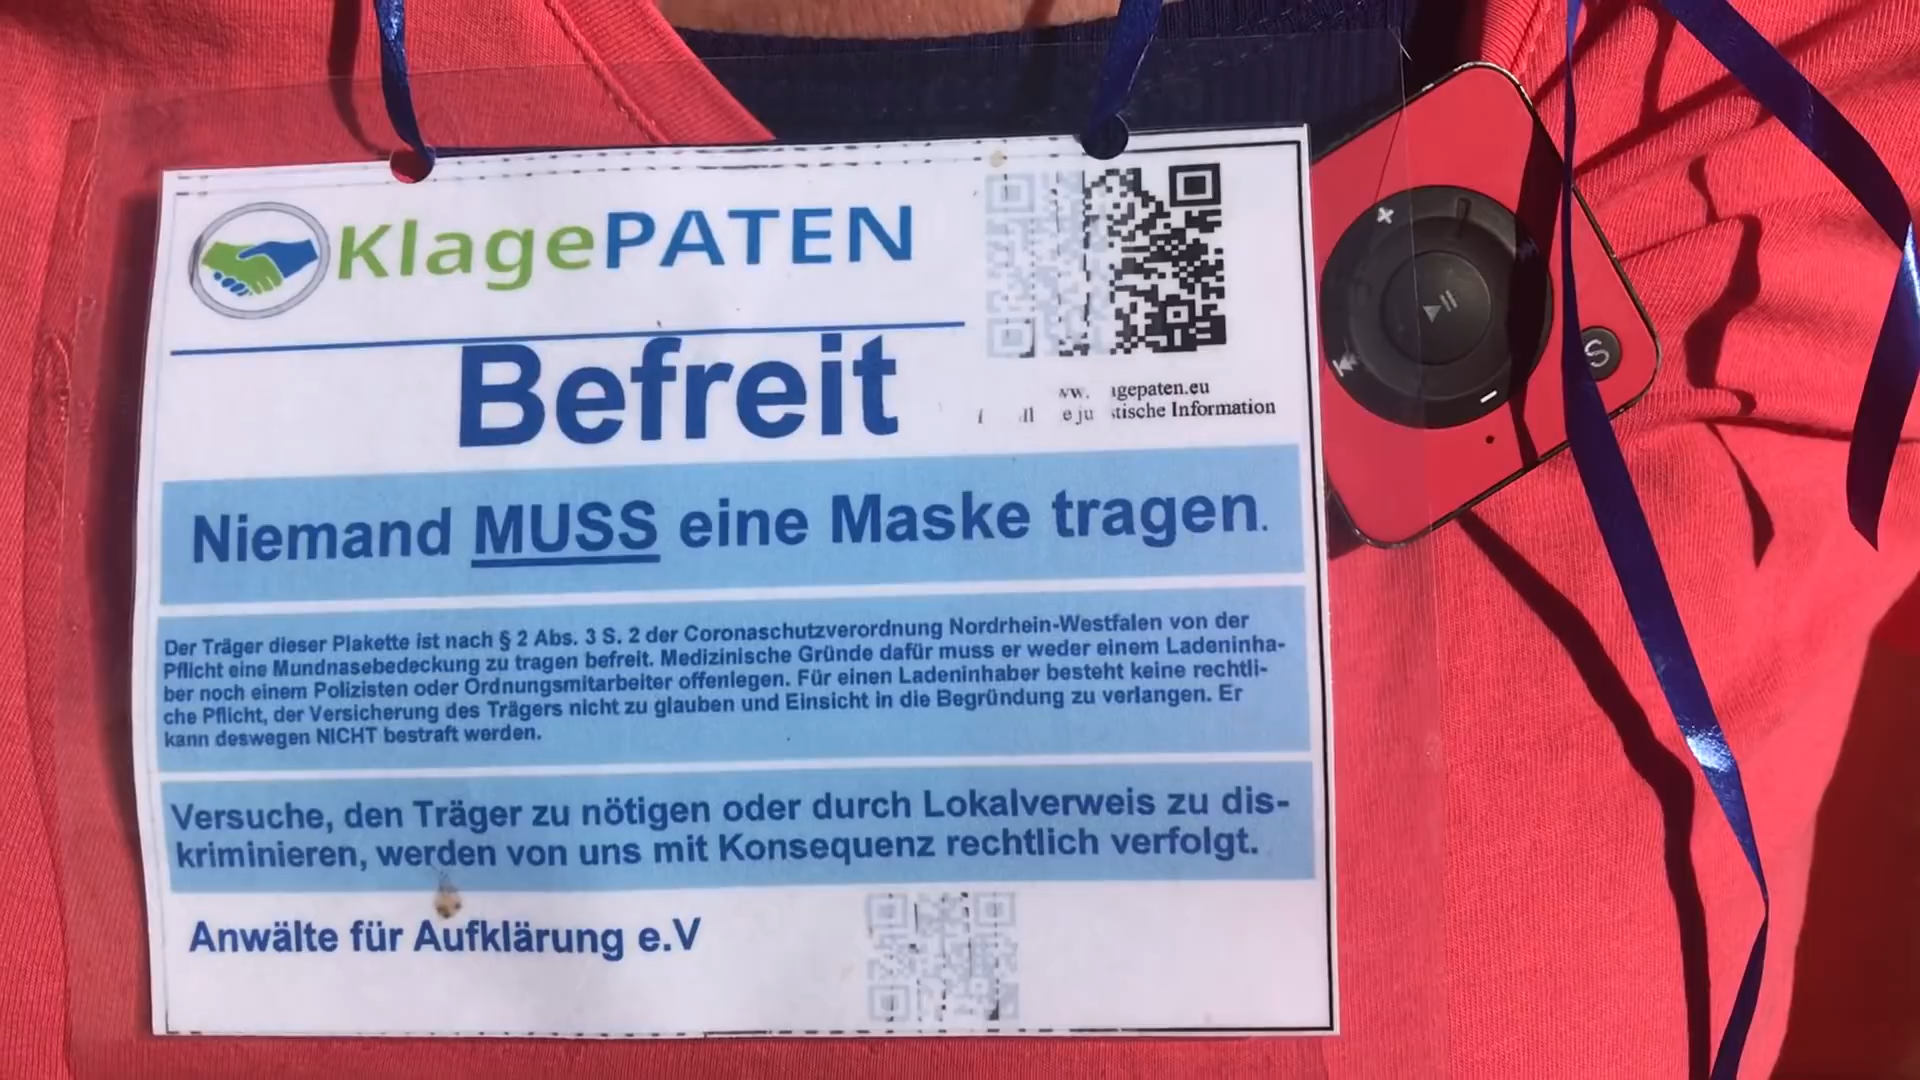 KlagePATEN
Befreit
agepaten.eu
tische Information
Niemand MUSS eine Maske tragen.
Der Träger dieser Plakette ist nach § 2 Abs. 3 S. 2 der Coronaschutzverordnung Nordrhein-Westfalen von der
Pflicht eine Mundnasebedeckung zu tragen befreit. Medizinische Gründe dafür muss er weder einem Ladeninha-
ber noch einem Polizisten oder Ordnungsmitarbeiter offenlegen. Für einen Ladeninhaber besteht keine rechtli-
che Pflicht, der Versicherung des Trägers nicht zu glauben und Einsicht in die Begründung zu verlangen. Er
kann deswegen NICHT bestraft werden.
Versuche, den Träger zu nötigen oder durch Lokalverweis zu dis-
kriminieren, werden von uns mit Konsequenz rechtlich verfolgt.
Anwälte für Aufklärung e.V
S